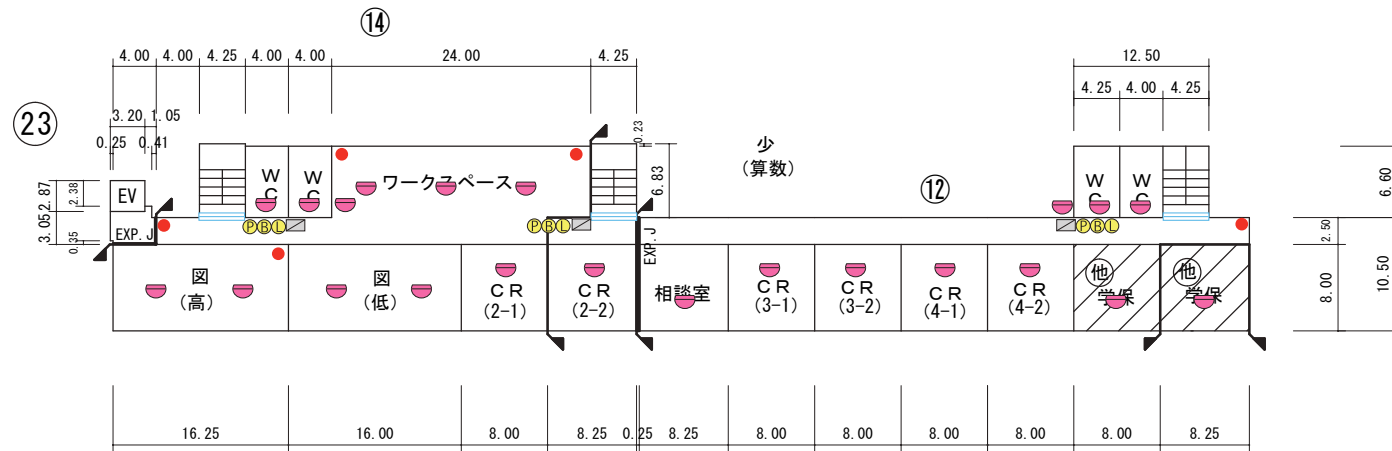 ⑭
4.00 4.00 4.25 4.00 4.00 24.00 4.25 12.50
4.25 4.00 4.25
㉓
3.20 1.05
0.25 0.41
0.23
少
(算数)
WC WC ワークスペース 6.83 WC WC 6.60
2.87 2.38 EV
⑫
3.05 0.35 EXP.J
P B L P B L P B L
EXP.J
2.50
図
(高)
図
(低)
CR
(2-1)
CR
(2-2)
相談室
CR
(3-1)
CR
(3-2)
CR
(4-1)
CR
(4-2)
他
学保
他
学保
8.00 10.50
16.25 16.00 8.00 8.25 0.25 8.25 8.00 8.00 8.00 8.00 8.00 8.25